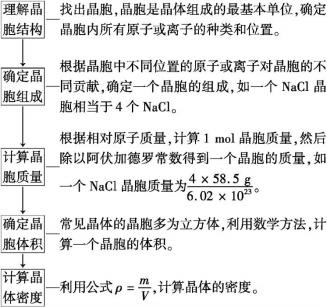 理解晶胞结构
找出晶胞,晶胞是晶体组成的最基本单位,确定晶
胞内所有原子或离子的种类和位置。
确定晶胞组成
根据晶胞中不同位置的原子或离子对晶胞的不
同贡献,确定一个晶胞的组成,如一个NaCl晶
胞相当于4个NaCl。
计算晶胞质量
根据相对原子质量,计算1 mol晶胞质量,然后
除以阿伏加德罗常数得到一个晶胞的质量,如
一个NaCl晶胞质量为 $\frac{4×58.5\ g}{6.02×10^{23}}$。
确定晶胞体积
常见晶体的晶胞多为立方体,利用数学方法,计
算一个晶胞的体积。
计算晶体密度
利用公式 $ρ=\frac{m}{V}$,计算晶体的密度。